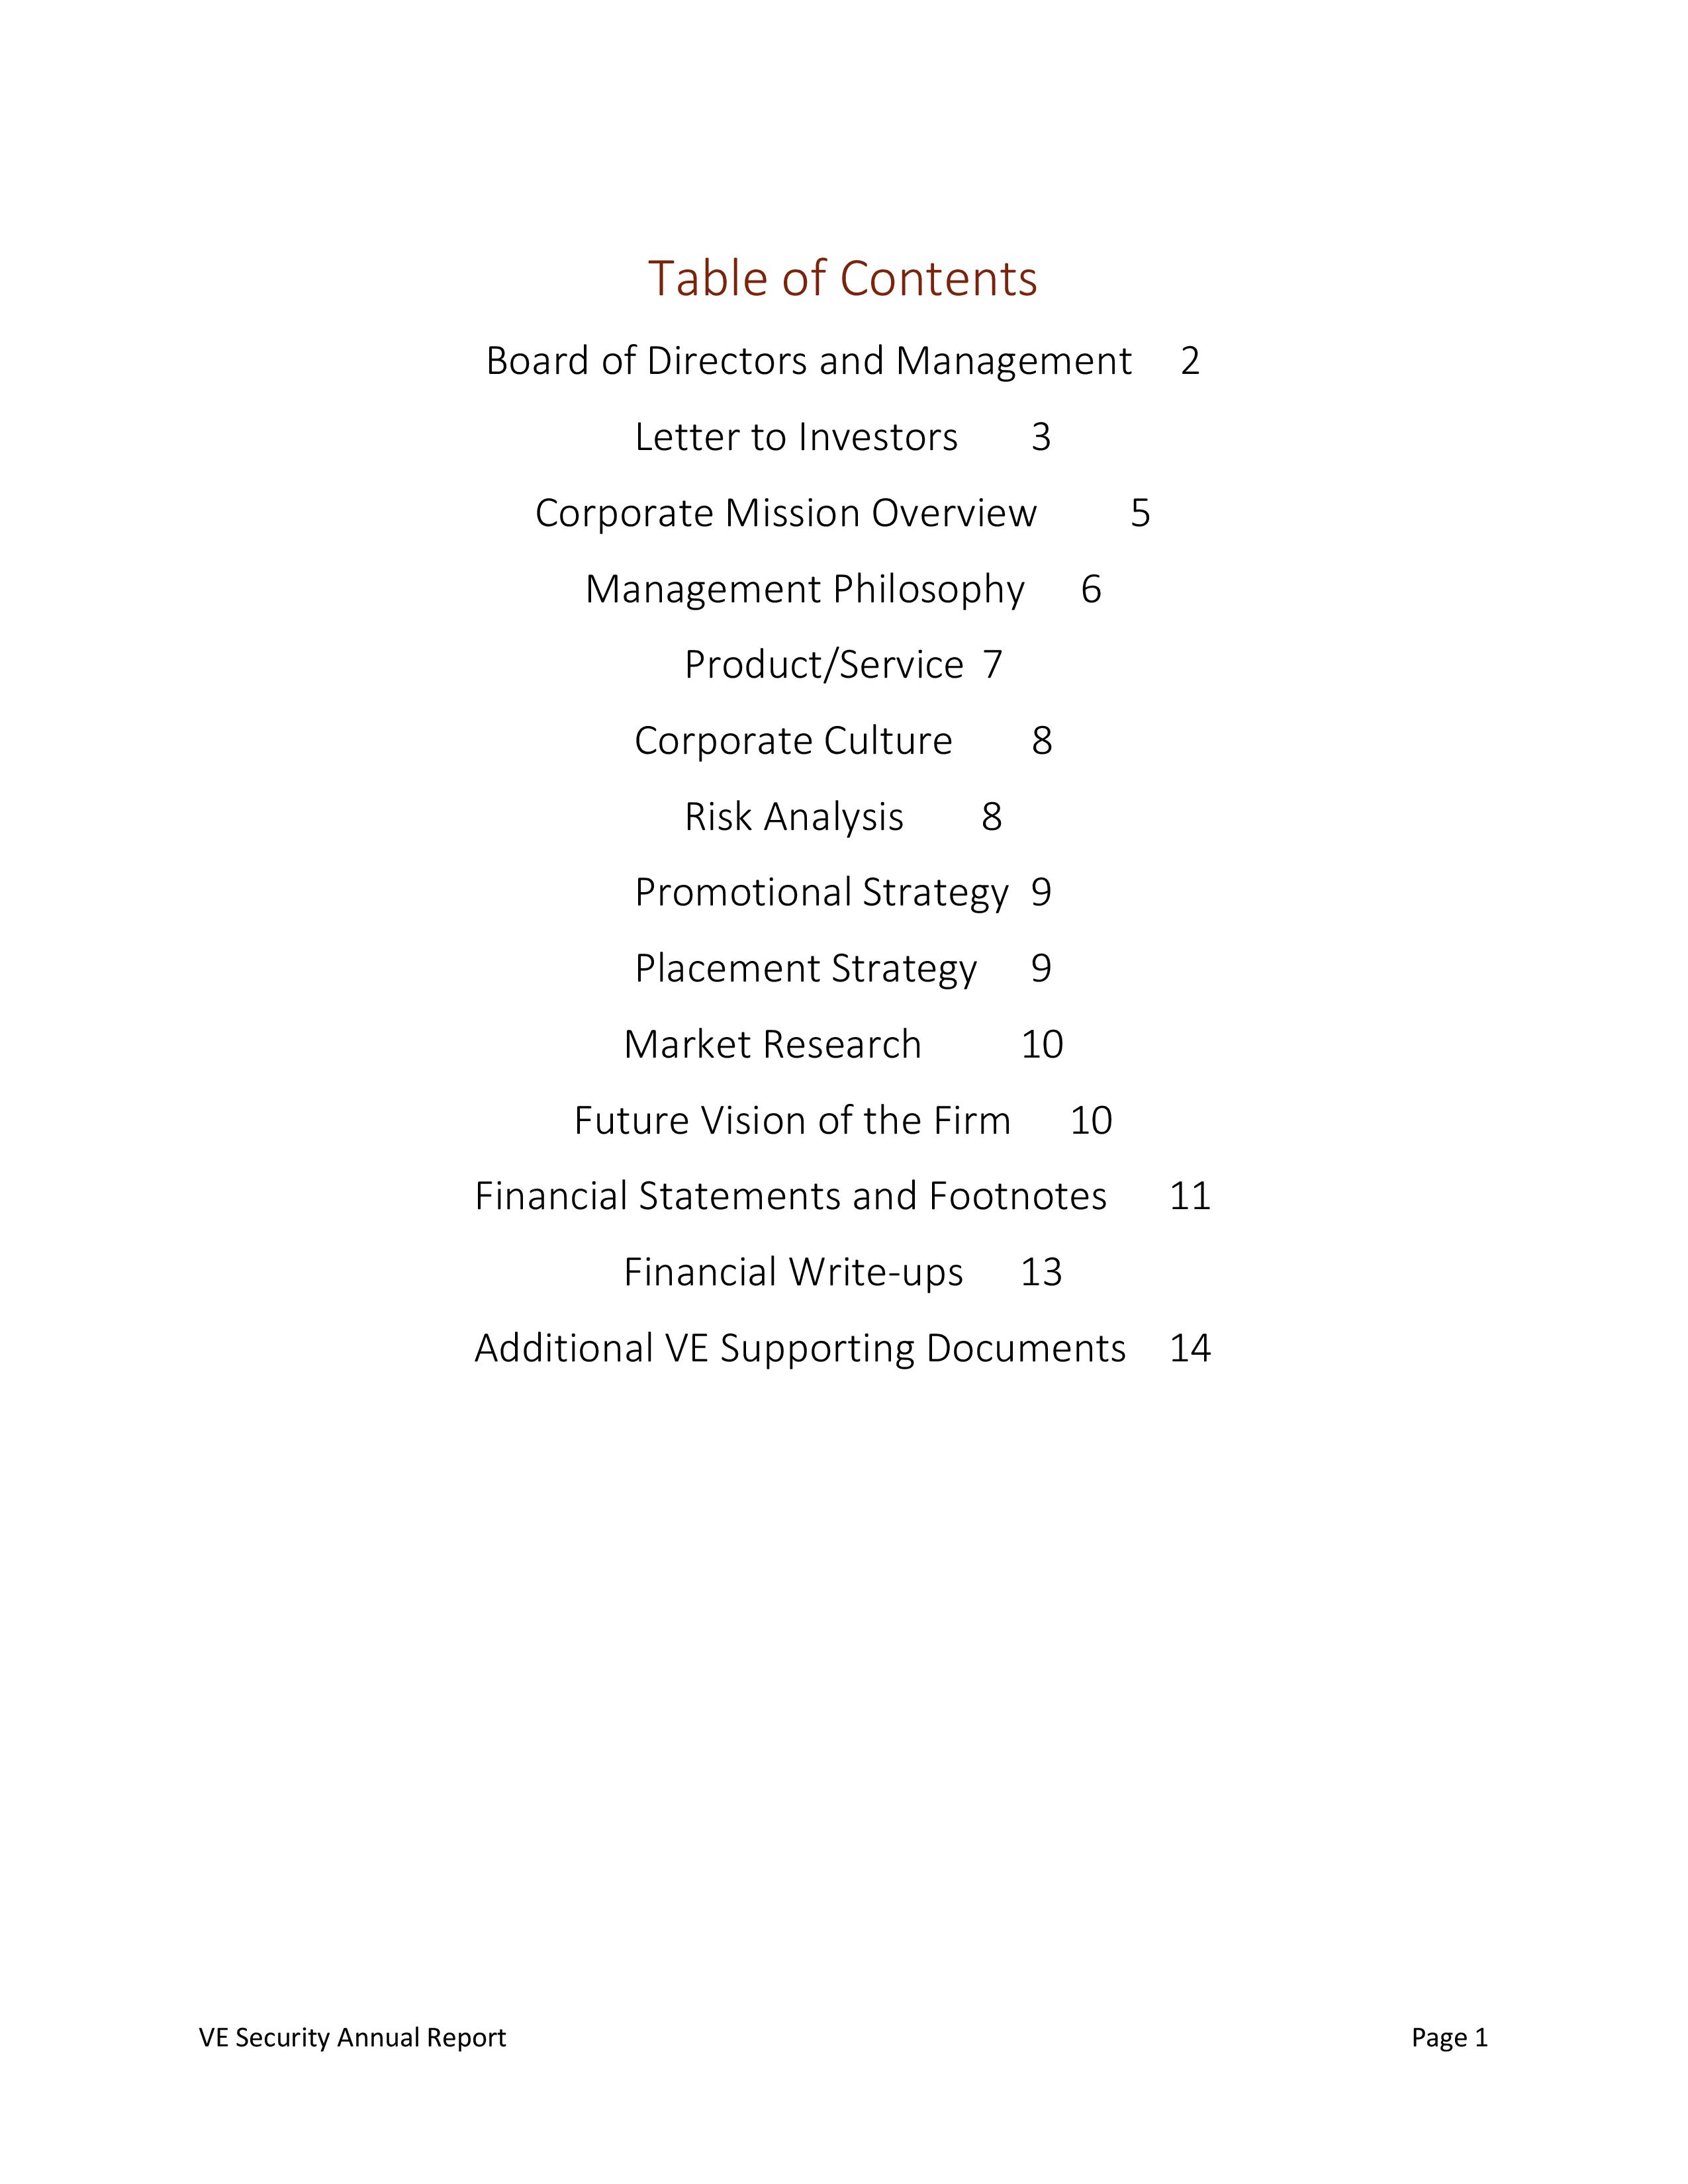 Table of Contents
Board of Directors and Management 2
Letter to Investors 3
Corporate Mission Overview 5
Management Philosophy 6
Product/Service 7
Corporate Culture 8
Risk Analysis 8
Promotional Strategy 9
Placement Strategy 9
Market Research 10
Future Vision of the Firm 10
Financial Statements and Footnotes 11
Financial Write-ups 13
Additional VE Supporting Documents 14
VE Security Annual Report Page 1